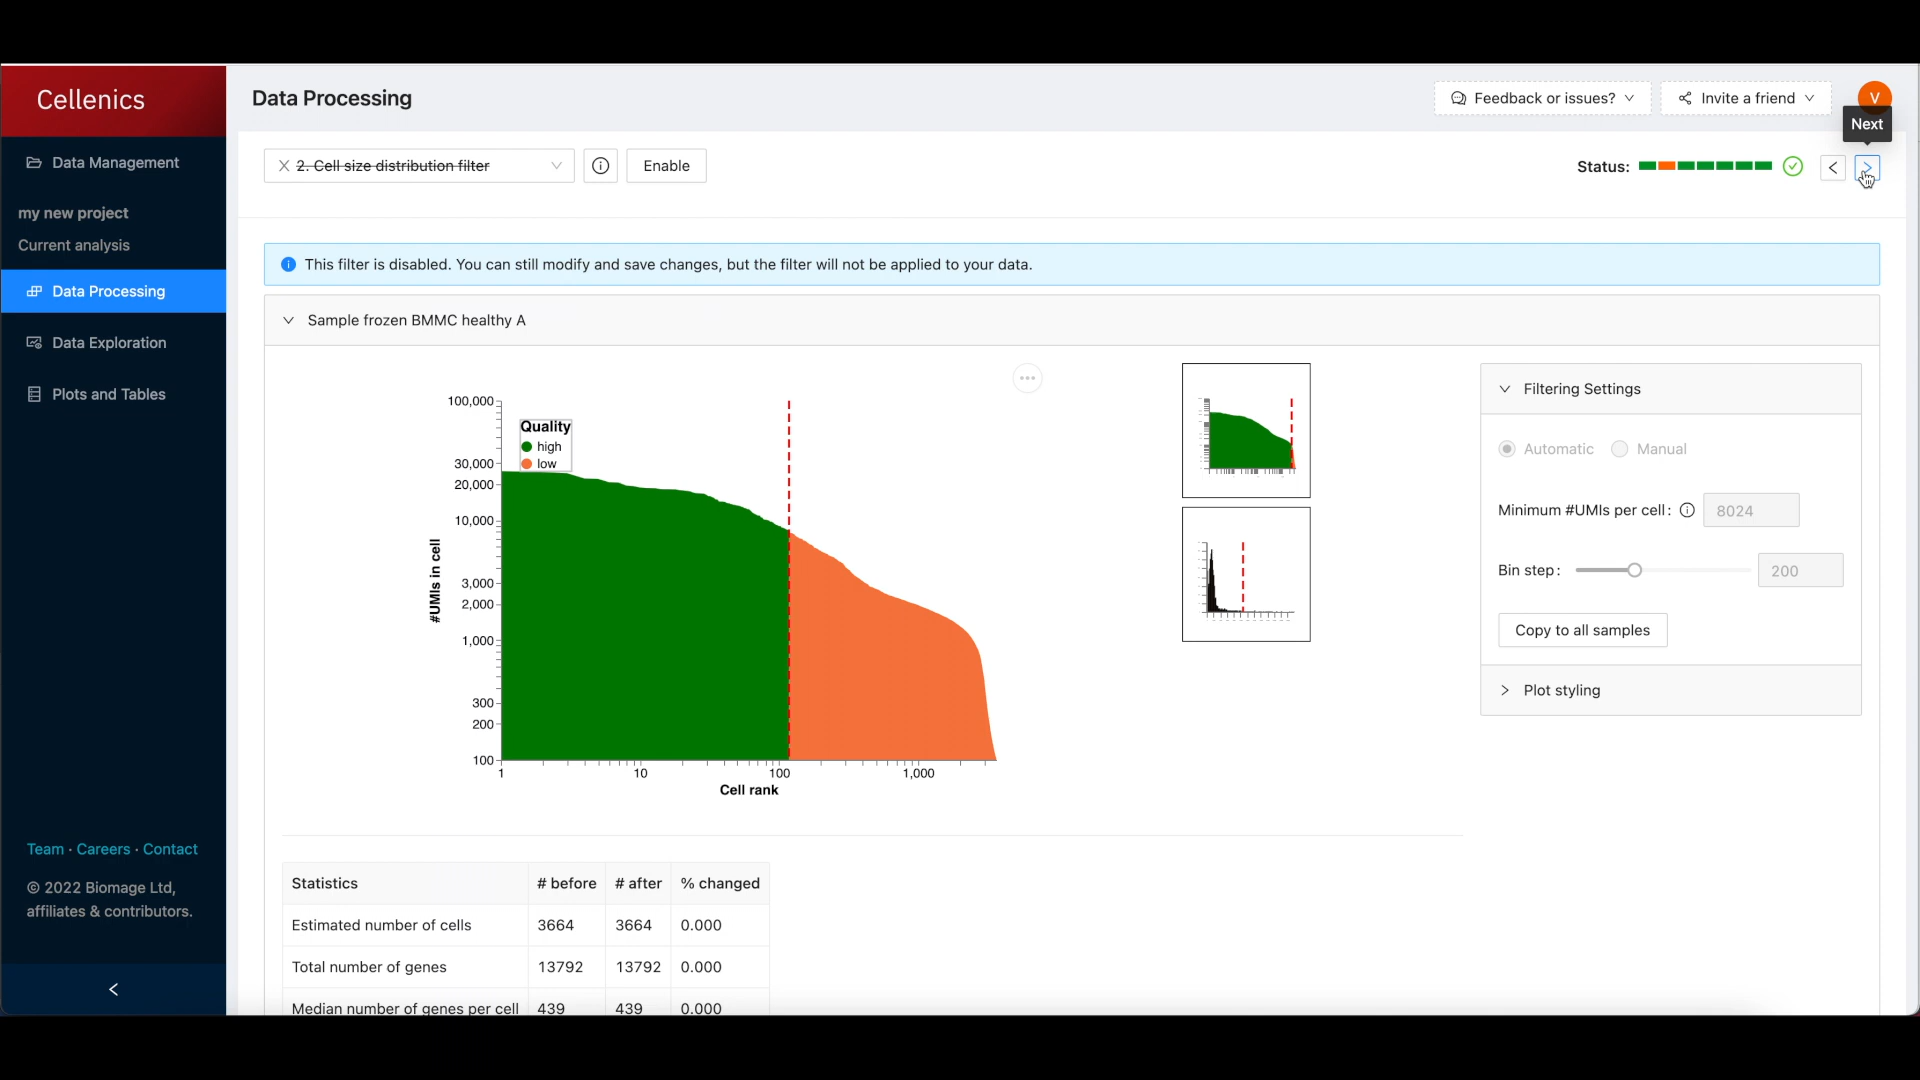 Cellenics
Data Processing
Feedback or issues?
Invite a friend
V
Next
Data Management
my new project
Current analysis
Data Processing
Data Exploration
Plots and Tables
Team · Careers · Contact
© 2022 Biomage Ltd,
affiliates & contributors.
2. Cell size distribution filter
Enable
Status:
This filter is disabled. You can still modify and save changes, but the filter will not be applied to your data.
Sample frozen BMMC healthy A
Quality
high
low
100,000
30,000
20,000
10,000
3,000
2,000
1,000
300
200
100
#UMIs in cell
1
10
100
1,000
Cell rank
Filtering Settings
Automatic
Manual
Minimum #UMIs per cell:
8024
Bin step:
200
Copy to all samples
Plot styling
Statistics # before # after % changed
Estimated number of cells 3664 3664 0.000
Total number of genes 13792 13792 0.000
Median number of genes per cell 439 439 0.000